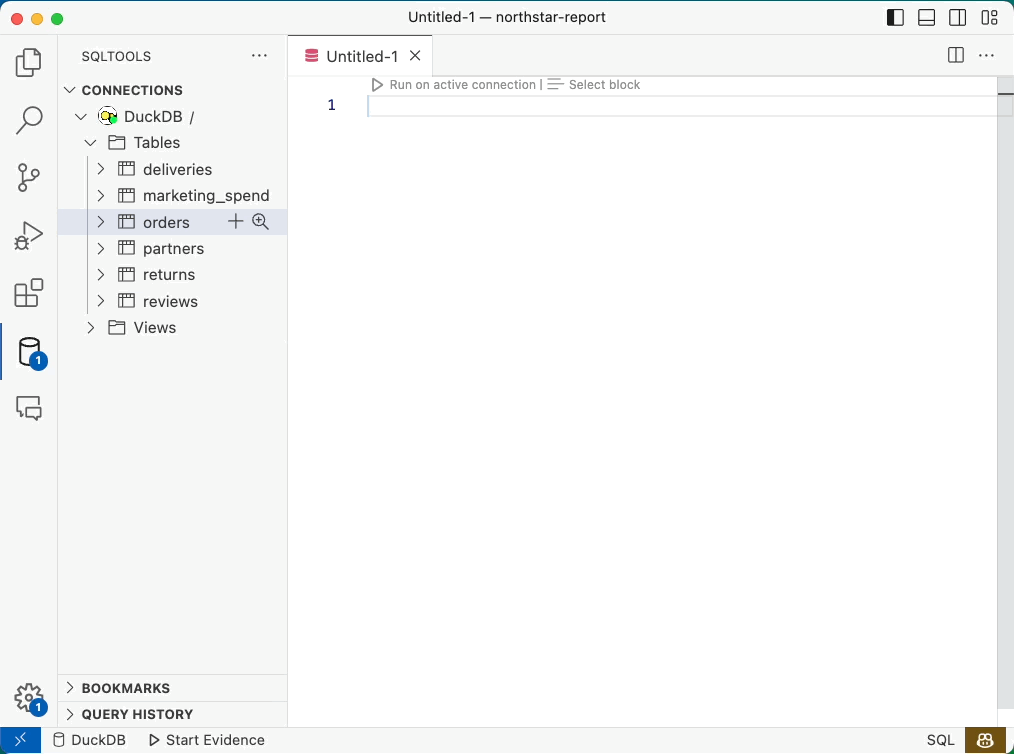 Untitled-1 — northstar-report
SQLTOOLS
Untitled-1
CONNECTIONS
Run on active connection | Select block
1
DuckDB /
Tables
deliveries
marketing_spend
orders
partners
returns
reviews
Views
1
BOOKMARKS
1
QUERY HISTORY
DuckDB
Start Evidence
SQL